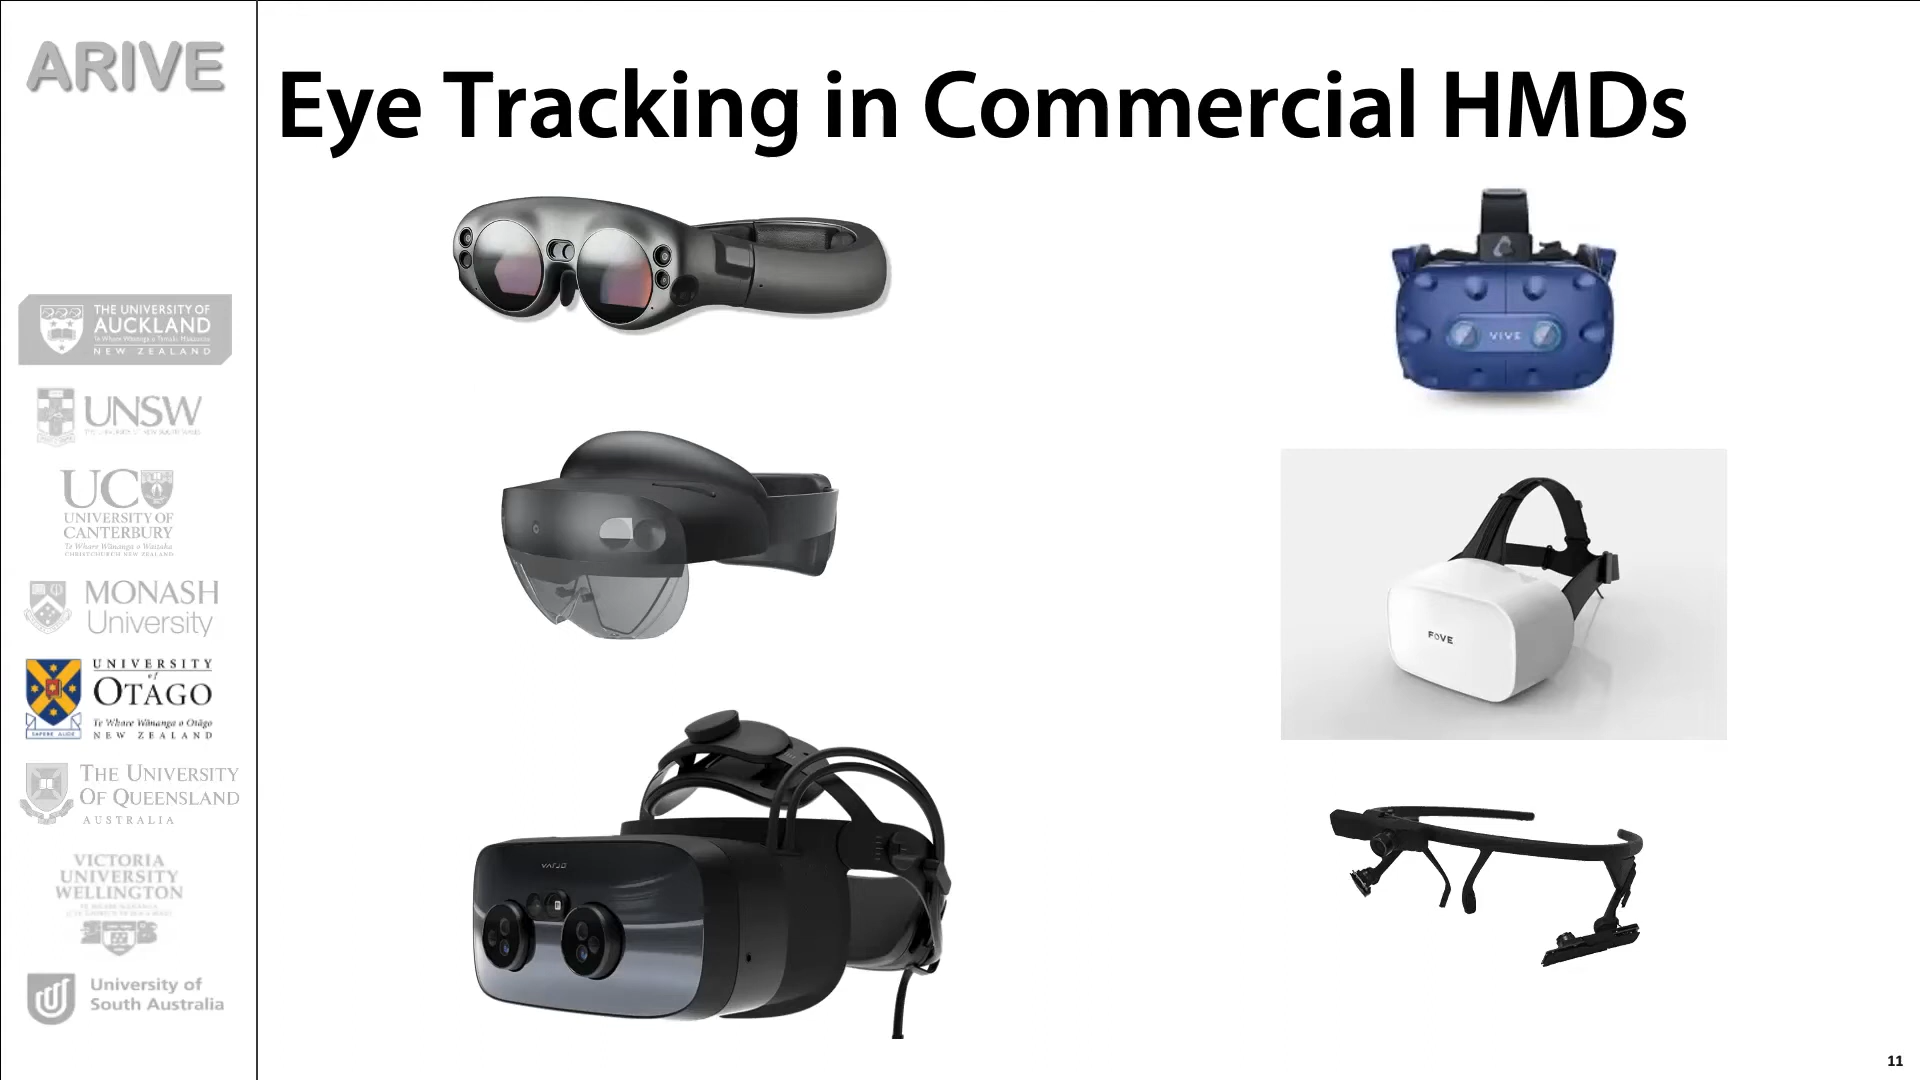 ARIVE
Eye Tracking in Commercial HMDs
THE UNIVERSITY OF
AUCKLAND
Te Whare Wānanga o Tāmaki Makaurau
NEW ZEALAND
UNSW
UC
UNIVERSITY OF
CANTERBURY
Te Whare Wānanga o Waitaha
CHRISTCHURCH NEW ZEALAND
MONASH
University
UNIVERSITY
of
OTAGO
Te Whare Wānanga o Otāgo
NEW ZEALAND
SAPERE AUDE
THE UNIVERSITY
OF QUEENSLAND
AUSTRALIA
VICTORIA
UNIVERSITY
WELLINGTON
University of
South Australia
VIVE
FOVE
VARJO
11